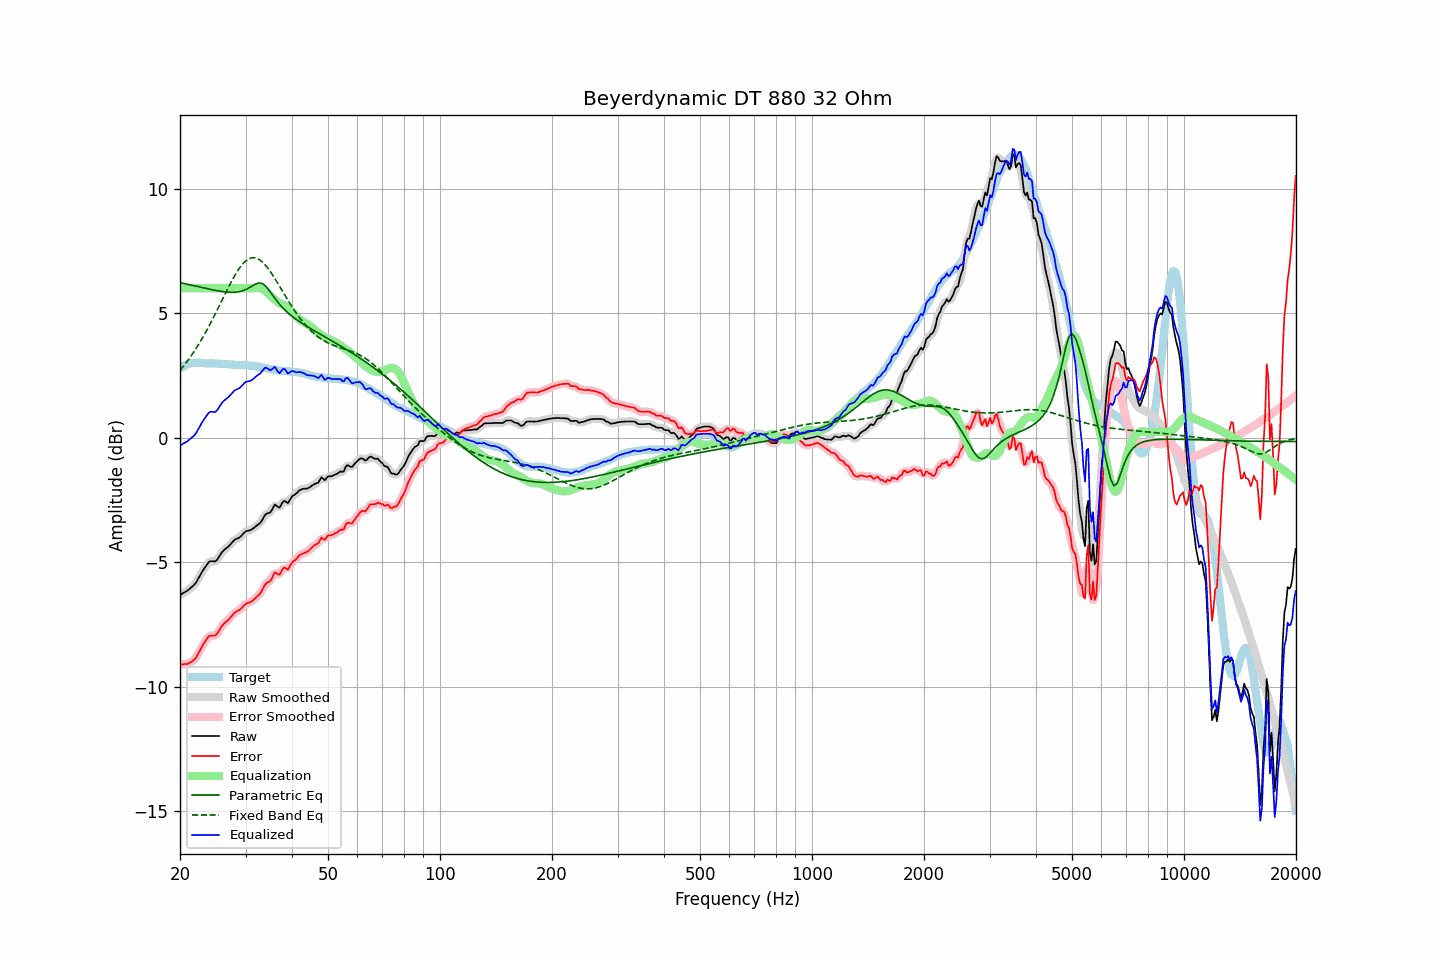 Beyerdynamic DT 880 32 Ohm
Amplitude (dBr)
10
5
0
−5
−10
−15
Target
Raw Smoothed
Error Smoothed
Raw
Error
Equalization
Parametric Eq
Fixed Band Eq
Equalized
20
50
100
200
500
1000
2000
5000
10000
20000
Frequency (Hz)